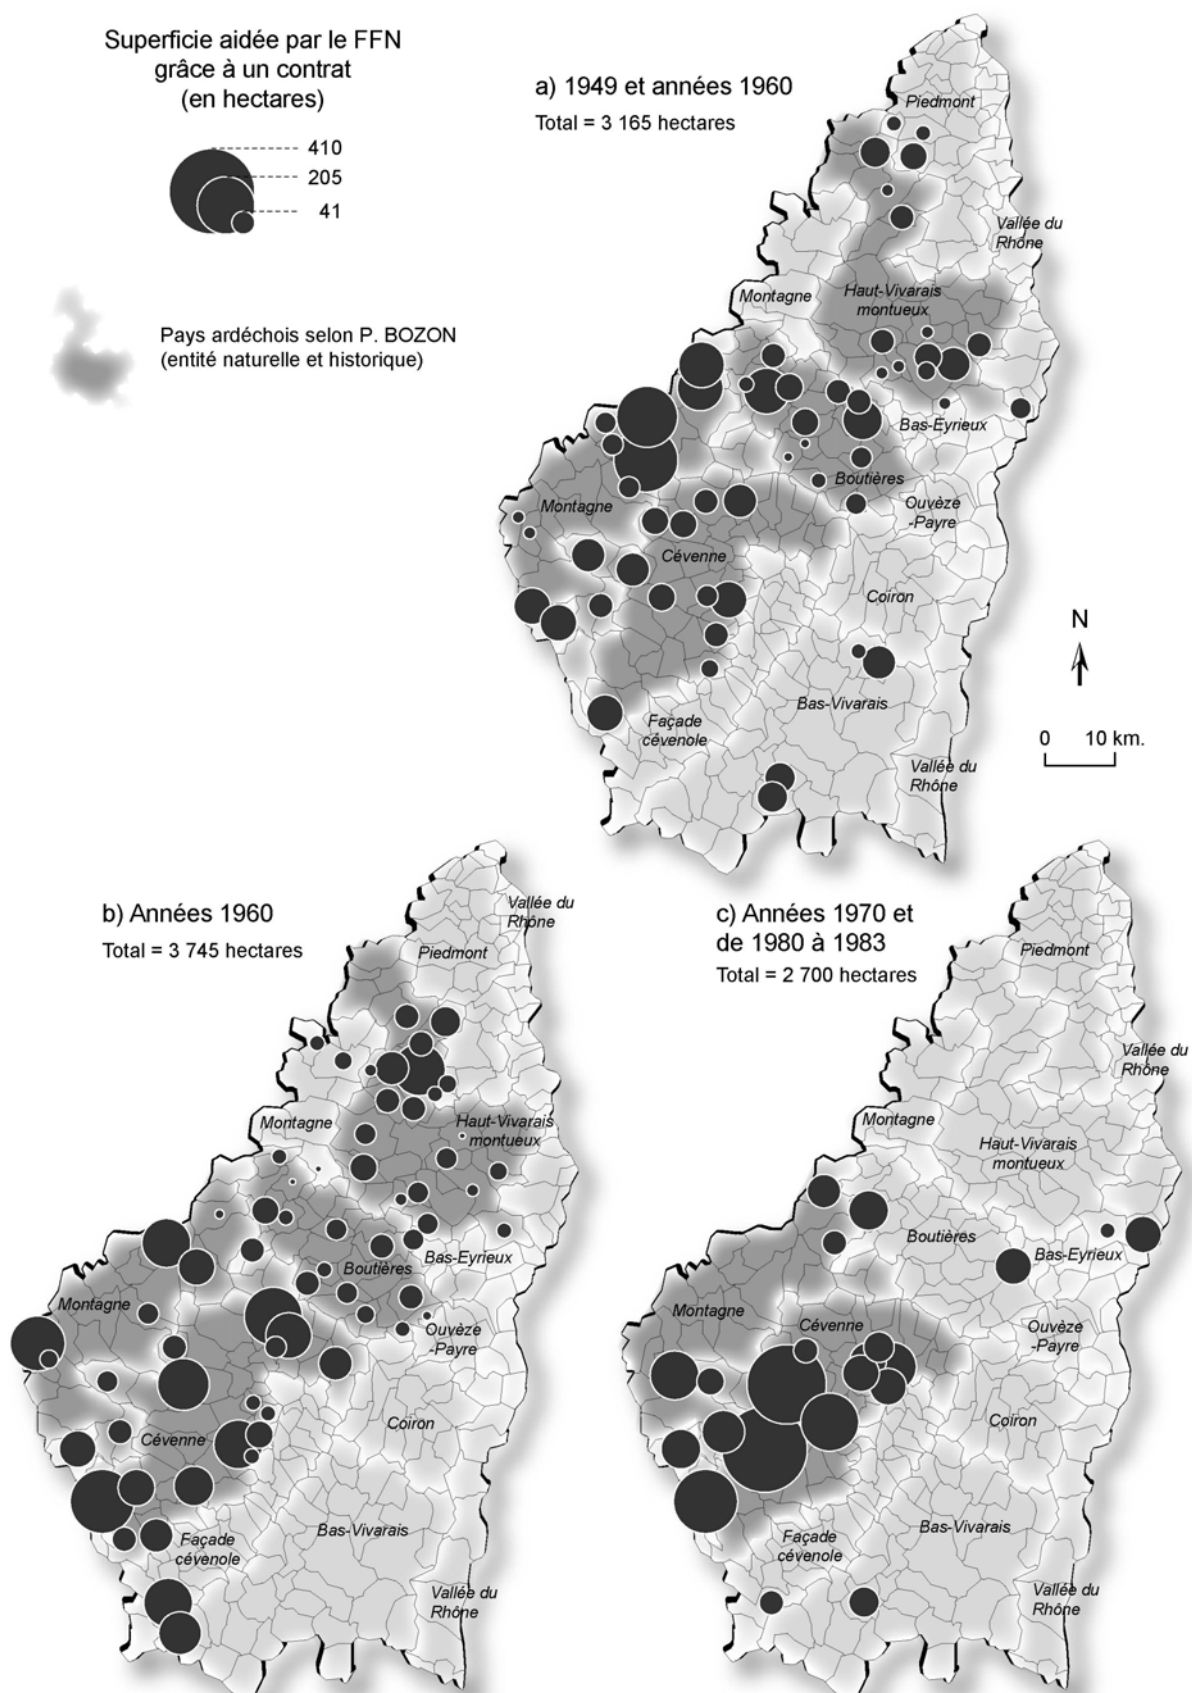 Superficie aidée par le FFN
grâce à un contrat
(en hectares)
410
205
41
Pays ardéchois selon P. BOZON
(entité naturelle et historique)
a) 1949 et années 1960
Total = 3 165 hectares
Piedmont
Vallée du
Rhône
Montagne
Haut-Vivarais
montueux
Bas-Eyrieux
Boutières
Montagne
Ouvèze
-Payre
Cévenne
Coiron
Bas-Vivarais
Façade
cévenole
Vallée du
Rhône
N
0 10 km.
b) Années 1960
Total = 3 745 hectares
Vallée du
Rhône
Piedmont
Montagne
Haut-Vivarais
montueux
Bas-Eyrieux
Boutières
Montagne
Ouvèze
-Payre
Coiron
Cévenne
Bas-Vivarais
Façade
cévenole
Vallée du
Rhône
c) Années 1970 et
de 1980 à 1983
Total = 2 700 hectares
Piedmont
Vallée du
Rhône
Montagne
Haut-Vivarais
montueux
Boutières
Bas-Eyrieux
Montagne
Cévenne
Ouvèze
-Payre
Coiron
Bas-Vivarais
Façade
cévenole
Vallée du
Rhône